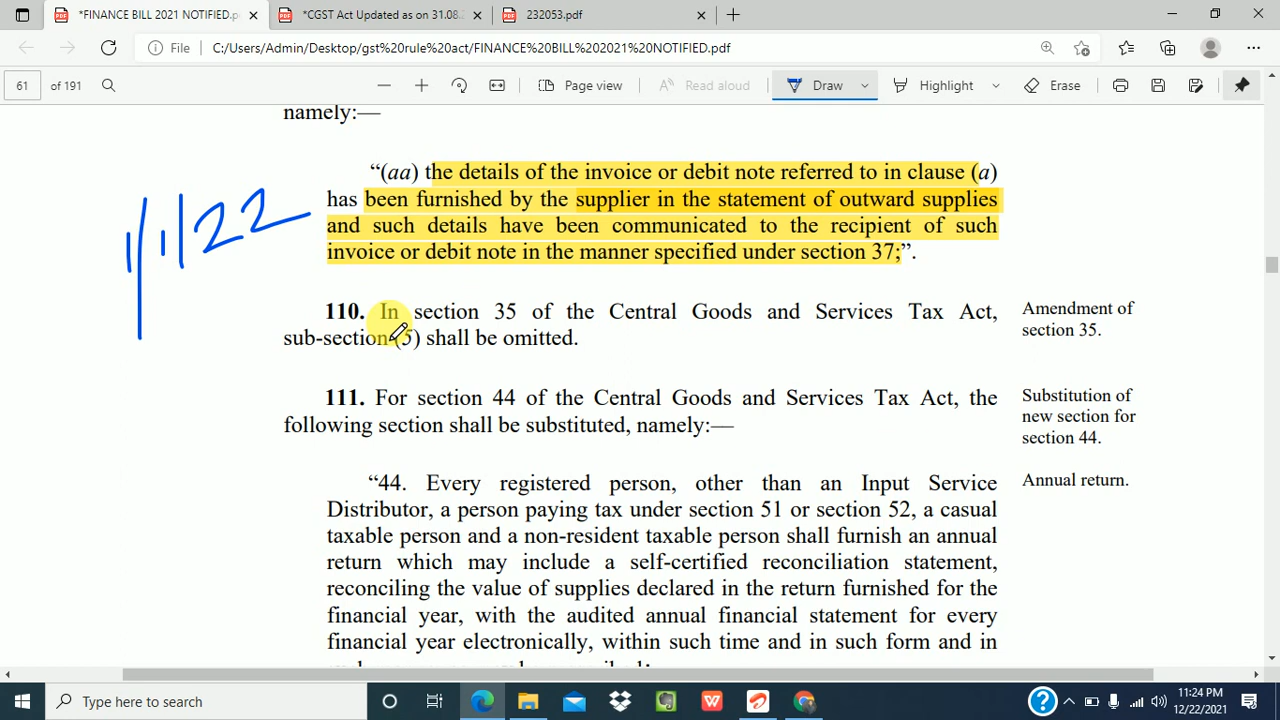 *FINANCE BILL 2021 NOTIFIED.p
*CGST Act Updated as on 31.08.2
232053.pdf
File
C:/Users/Admin/Desktop/gst%20rule%20act/FINANCE%20BILL%202021%20NOTIFIED.pdf
61 of 191
Page view
Read aloud
Draw
Highlight
Erase
namely:—
“(aa) the details of the invoice or debit note referred to in clause (a)
has been furnished by the supplier in the statement of outward supplies
and such details have been communicated to the recipient of such
invoice or debit note in the manner specified under section 37;”.
1/1/22
110. In section 35 of the Central Goods and Services Tax Act,
sub-section (5) shall be omitted.
Amendment of
section 35.
111. For section 44 of the Central Goods and Services Tax Act, the
following section shall be substituted, namely:—
Substitution of
new section for
section 44.
“44. Every registered person, other than an Input Service
Distributor, a person paying tax under section 51 or section 52, a casual
taxable person and a non-resident taxable person shall furnish an annual
return which may include a self-certified reconciliation statement,
reconciling the value of supplies declared in the return furnished for the
financial year, with the audited annual financial statement for every
financial year electronically, within such time and in such form and in
Annual return.
Type here to search
11:24 PM
12/22/2021